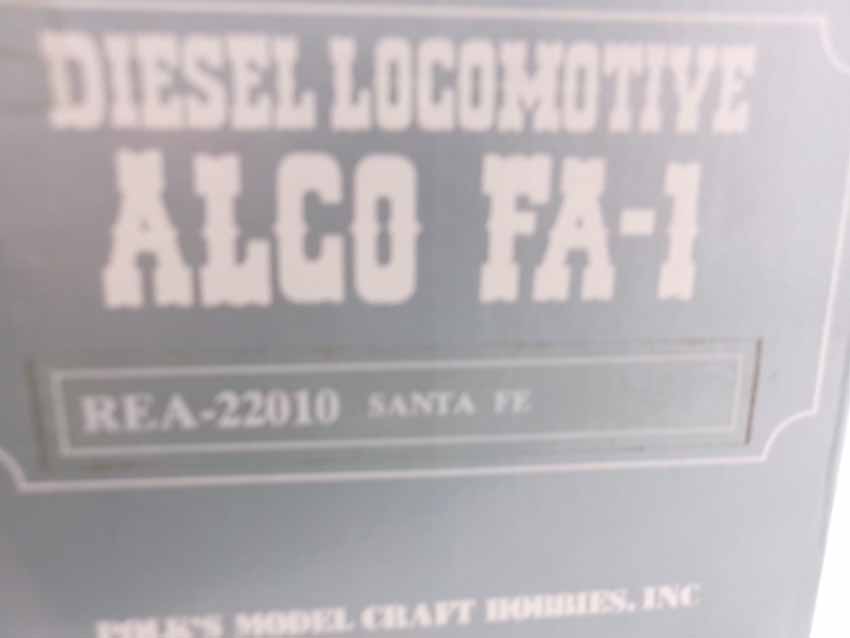 DIESEL LOCOMOTIVE
ALCO FA-1
REA-22010 SANTA FE
POLK'S MODEL CRAFT HOBBIES, INC